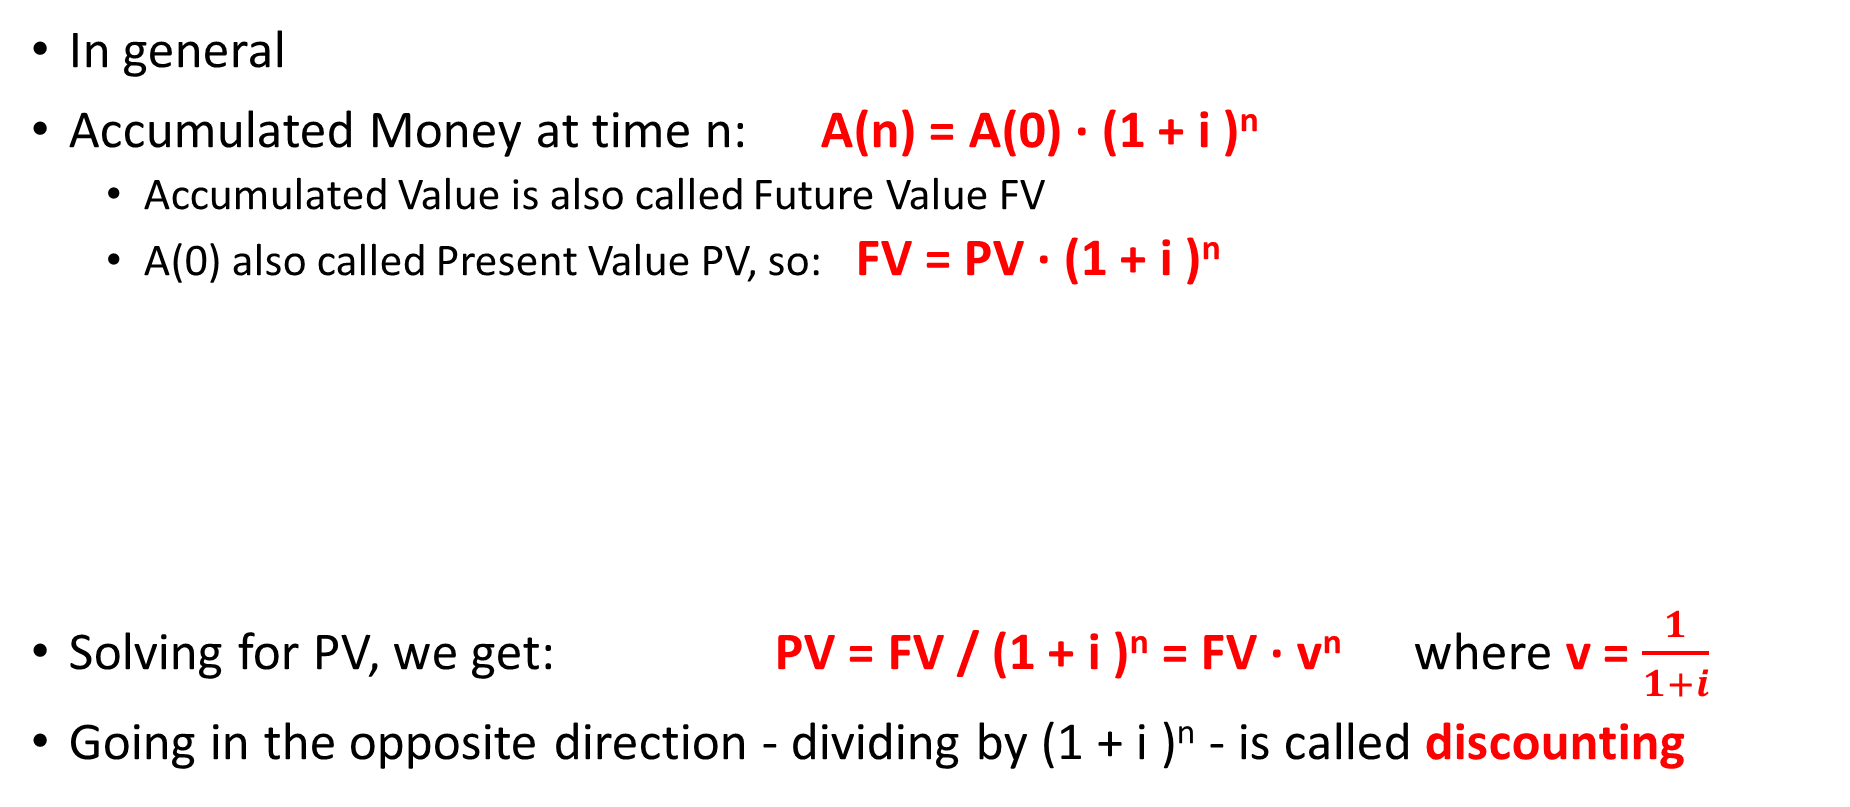 • In general
• Accumulated Money at time n: A(n) = A(0) · (1 + i )ⁿ
• Accumulated Value is also called Future Value FV
• A(0) also called Present Value PV, so: FV = PV · (1 + i )ⁿ
• Solving for PV, we get: PV = FV / (1 + i )ⁿ = FV · vⁿ where v = 1/(1+i)
• Going in the opposite direction - dividing by (1 + i )ⁿ - is called discounting